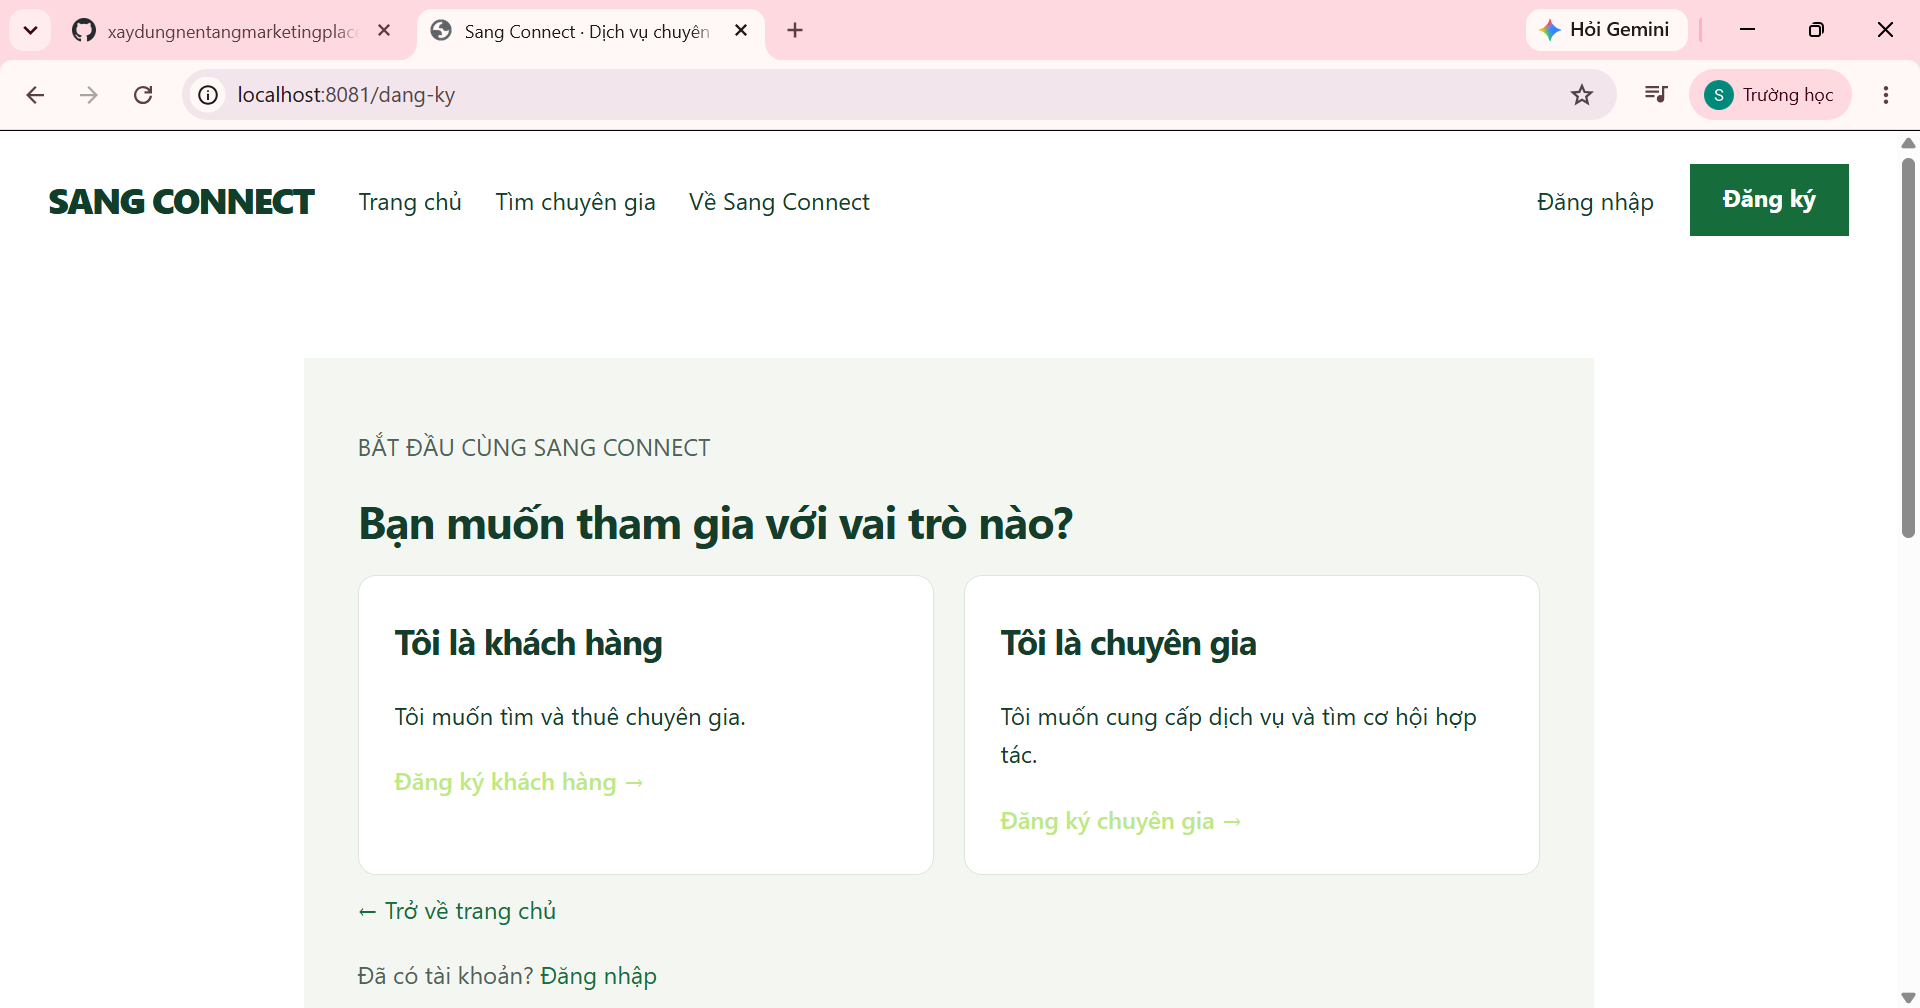 xaydungnentangmarketingplace
Sang Connect · Dịch vụ chuyên
Hỏi Gemini
localhost:8081/dang-ky
S
Trường học
SANG CONNECT
Trang chủ
Tìm chuyên gia
Về Sang Connect
Đăng nhập
Đăng ký
BẮT ĐẦU CÙNG SANG CONNECT
Bạn muốn tham gia với vai trò nào?
Tôi là khách hàng
Tôi muốn tìm và thuê chuyên gia.
Đăng ký khách hàng →
Tôi là chuyên gia
Tôi muốn cung cấp dịch vụ và tìm cơ hội hợp
tác.
Đăng ký chuyên gia →
← Trở về trang chủ
Đã có tài khoản? Đăng nhập